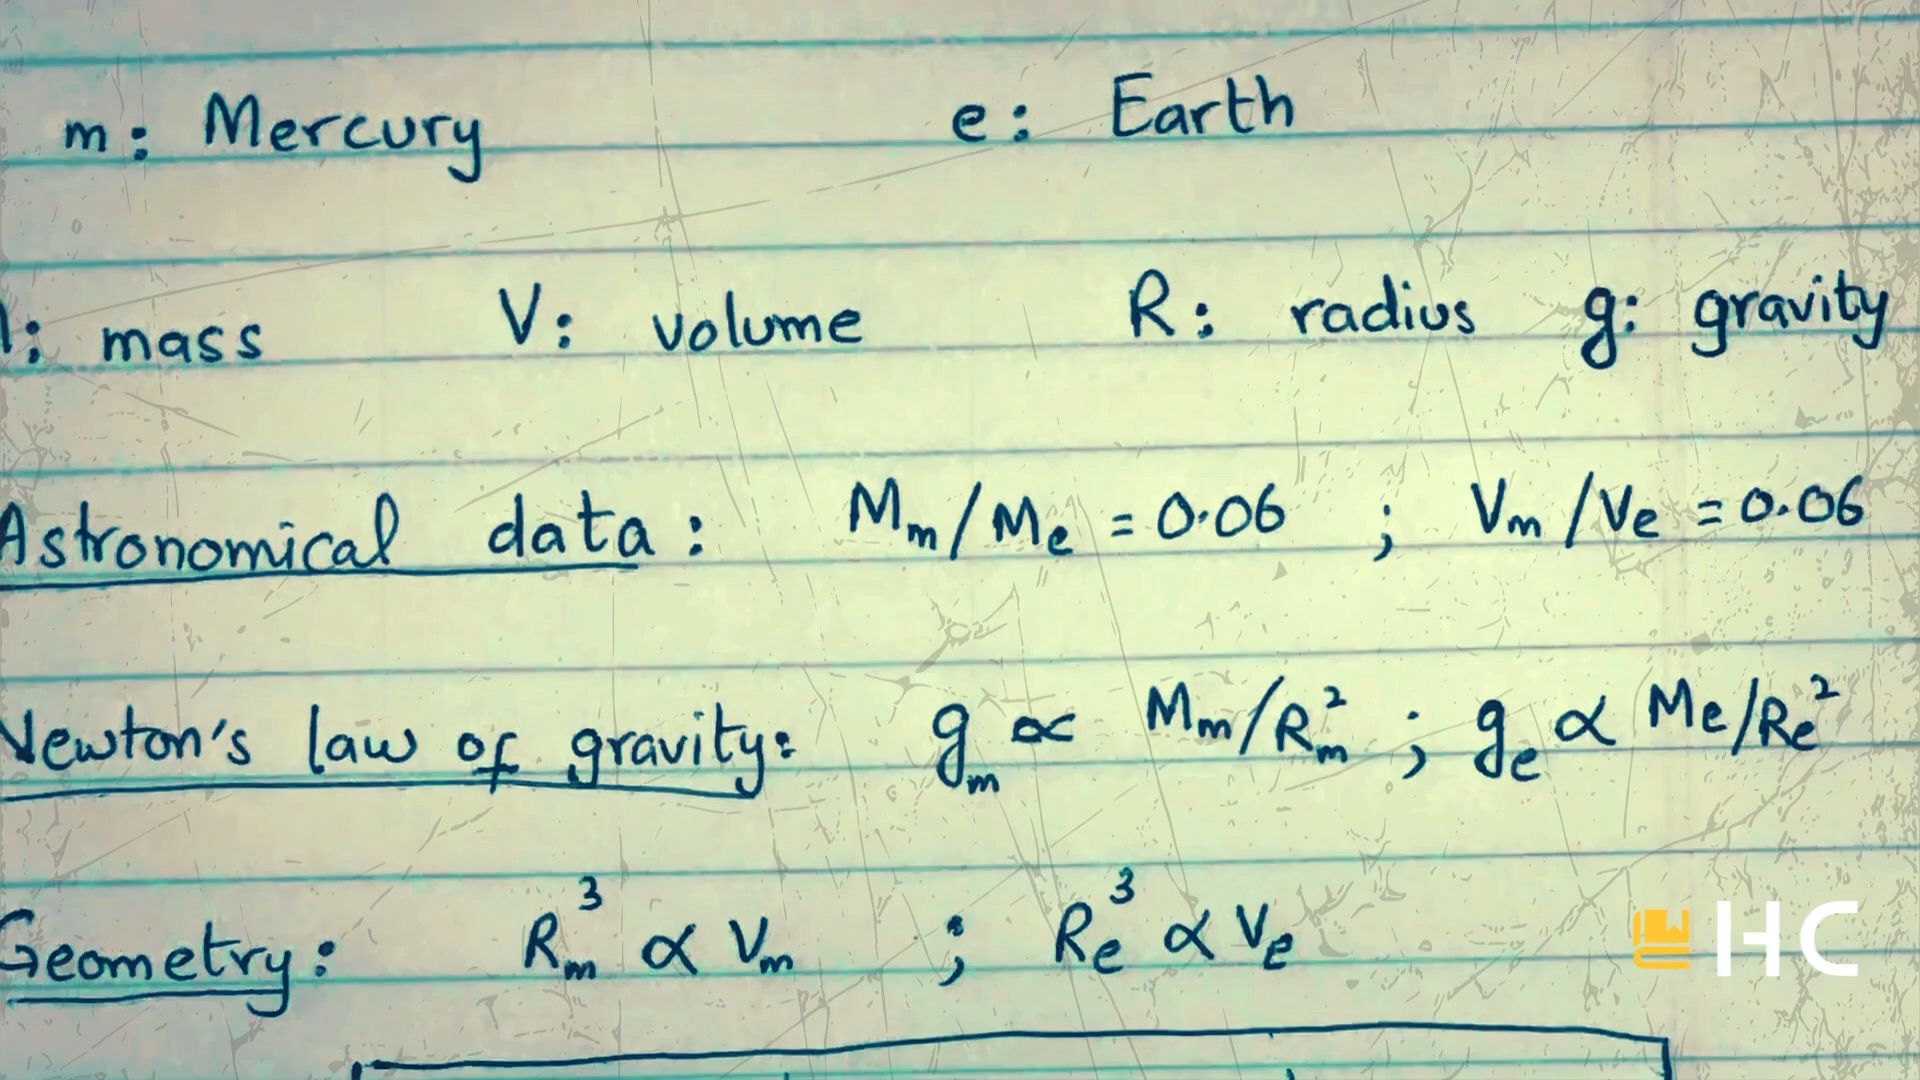 m: Mercury e: Earth
: mass V: volume R: radius g: gravity
Astronomical data: Mm/Me = 0.06 ; Vm/Ve = 0.06
Newton's law of gravity: gm ∝ Mm/Rm² ; ge ∝ Me/Re²
Geometry: Rm³ ∝ Vm ; Re³ ∝ Ve
HC